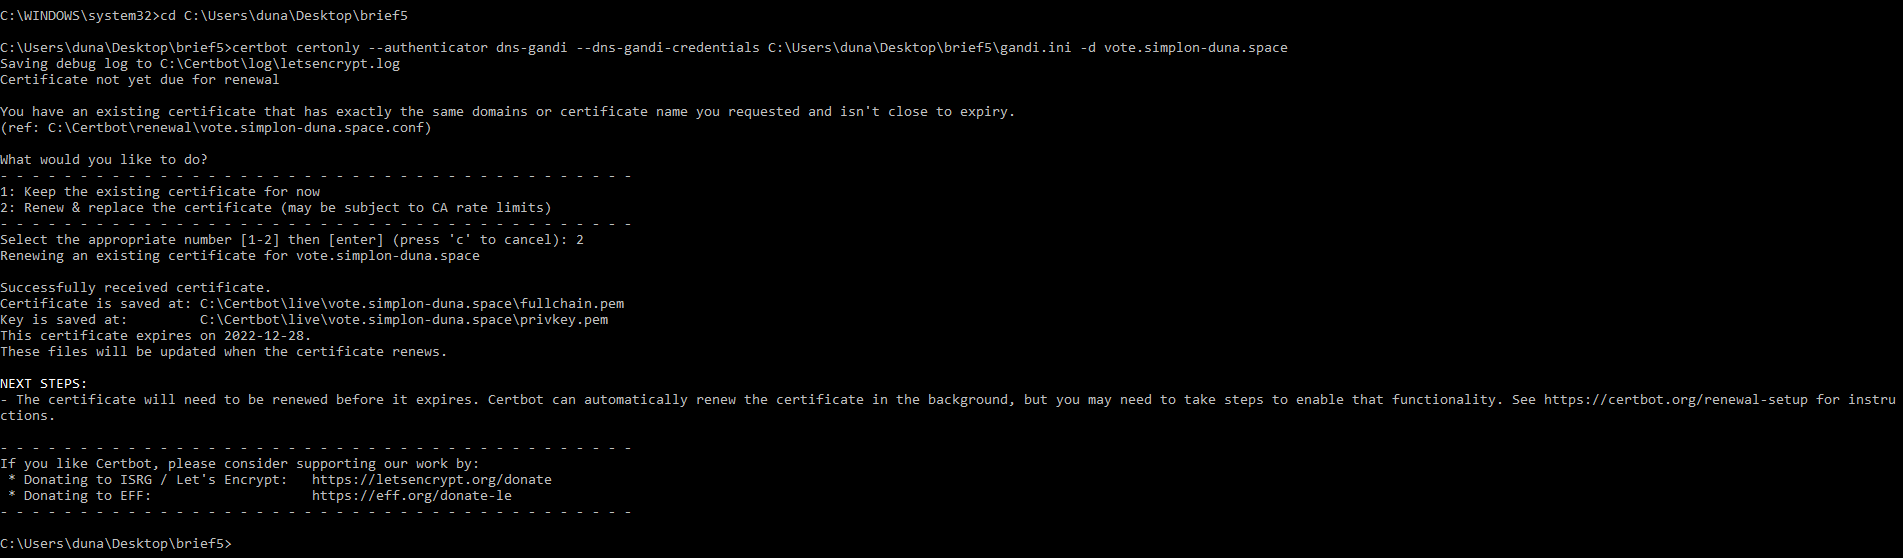 C:\WINDOWS\system32>cd C:\Users\duna\Desktop\brief5
C:\Users\duna\Desktop\brief5>certbot certonly --authenticator dns-gandi --dns-gandi-credentials C:\Users\duna\Desktop\brief5\gandi.ini -d vote.simplon-duna.space
Saving debug log to C:\Certbot\log\letsencrypt.log
Certificate not yet due for renewal
You have an existing certificate that has exactly the same domains or certificate name you requested and isn't close to expiry.
(ref: C:\Certbot\renewal\vote.simplon-duna.space.conf)
What would you like to do?
- - - - - - - - - - - - - - - - - - - - - - - - - - - - - - - - - - - - - - - -
1: Keep the existing certificate for now
2: Renew & replace the certificate (may be subject to CA rate limits)
- - - - - - - - - - - - - - - - - - - - - - - - - - - - - - - - - - - - - - - -
Select the appropriate number [1-2] then [enter] (press 'c' to cancel): 2
Renewing an existing certificate for vote.simplon-duna.space
Successfully received certificate.
Certificate is saved at: C:\Certbot\live\vote.simplon-duna.space\fullchain.pem
Key is saved at:         C:\Certbot\live\vote.simplon-duna.space\privkey.pem
This certificate expires on 2022-12-28.
These files will be updated when the certificate renews.
NEXT STEPS:
- The certificate will need to be renewed before it expires. Certbot can automatically renew the certificate in the background, but you may need to take steps to enable that functionality. See https://certbot.org/renewal-setup for instru
ctions.
- - - - - - - - - - - - - - - - - - - - - - - - - - - - - - - - - - - - - - - -
If you like Certbot, please consider supporting our work by:
 * Donating to ISRG / Let's Encrypt:   https://letsencrypt.org/donate
 * Donating to EFF:                    https://eff.org/donate-le
- - - - - - - - - - - - - - - - - - - - - - - - - - - - - - - - - - - - - - - -
C:\Users\duna\Desktop\brief5>